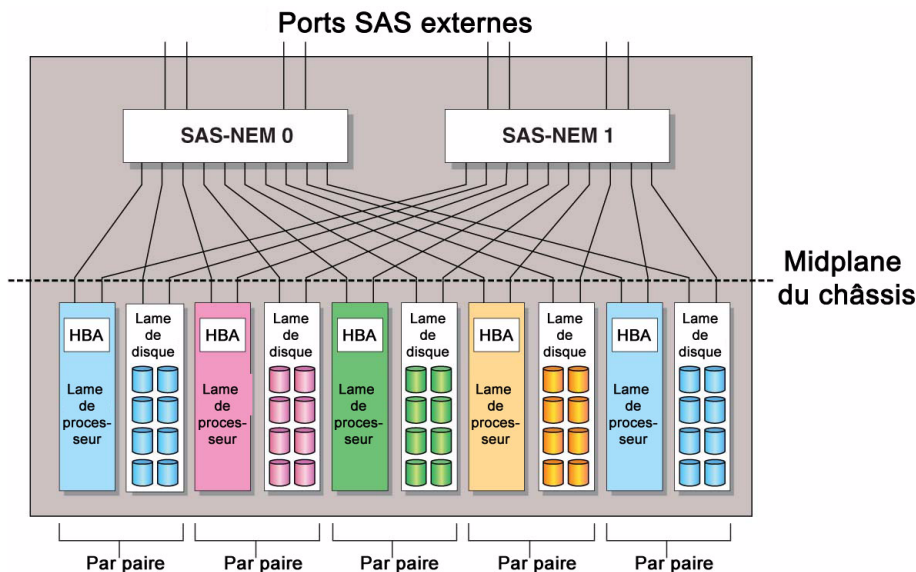 Ports SAS externes
SAS-NEM 0
SAS-NEM 1
Midplane
du châssis
HBA
Lame
de
proces-
seur
Lame
de
disque
HBA
Lame
de
proces-
seur
Lame
de
disque
HBA
Lame
de
proces-
seur
Lame
de
disque
HBA
Lame
de
proces-
seur
Lame
de
disque
HBA
Lame
de
proces-
seur
Lame
de
disque
Par paire
Par paire
Par paire
Par paire
Par paire